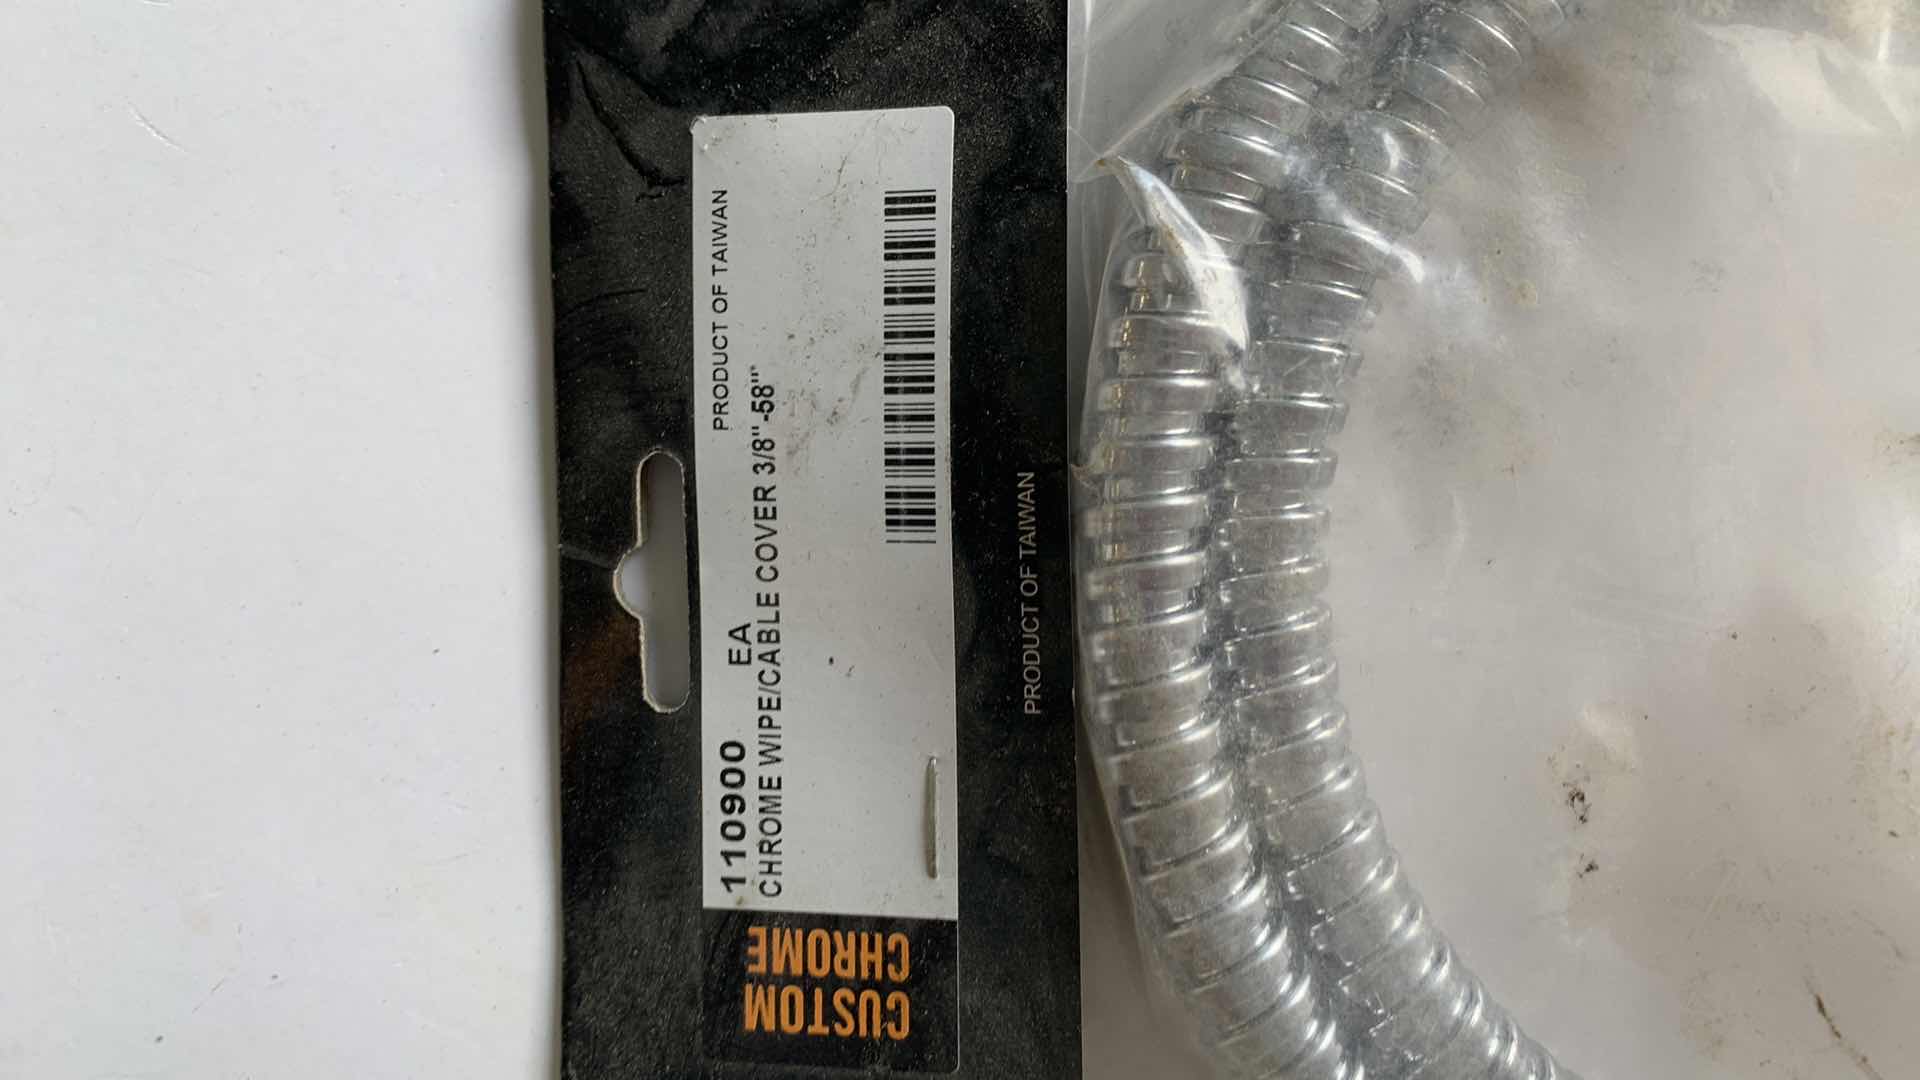 110900 EA PRODUCT OF TAIWAN
CHROME WIPE/CABLE COVER 3/8"-58"
CUSTOM
CHROME
PRODUCT OF TAIWAN